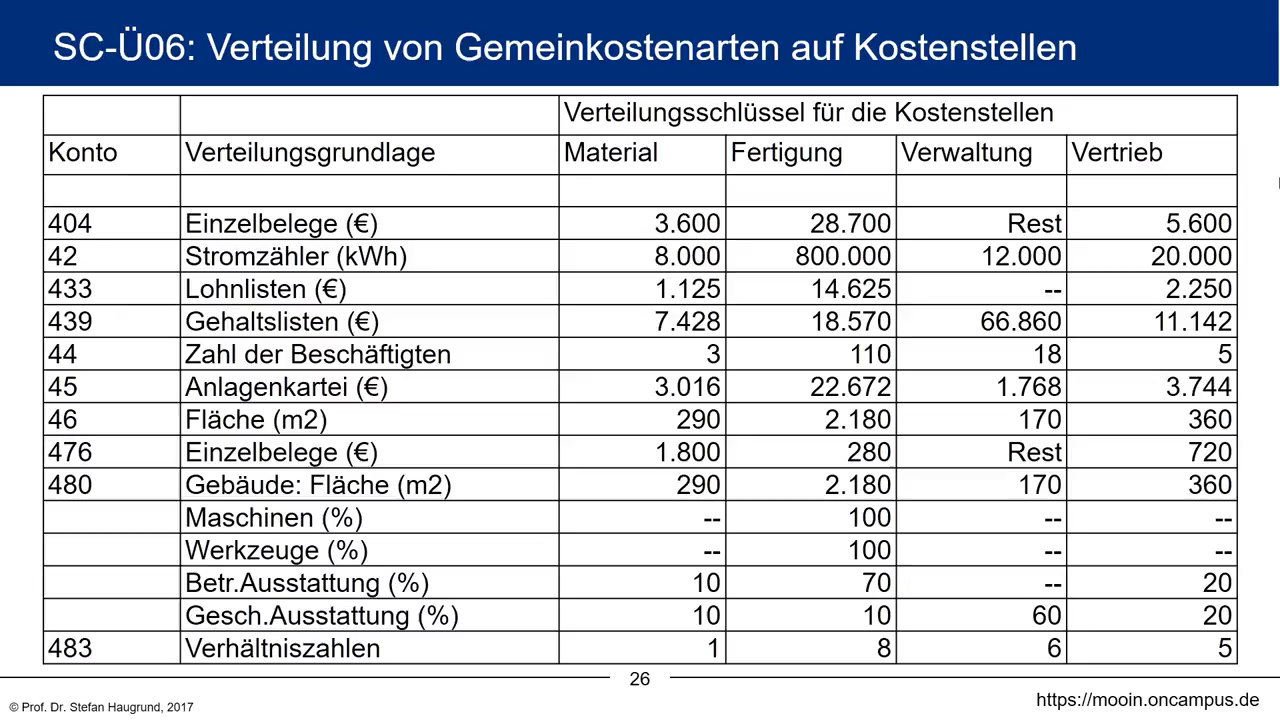 SC-Ü06: Verteilung von Gemeinkostenarten auf Kostenstellen
Verteilungsschlüssel für die Kostenstellen
Konto Verteilungsgrundlage Material Fertigung Verwaltung Vertrieb
404 Einzelbelege (€) 3.600 28.700 Rest 5.600
42 Stromzähler (kWh) 8.000 800.000 12.000 20.000
433 Lohnlisten (€) 1.125 14.625 -- 2.250
439 Gehaltslisten (€) 7.428 18.570 66.860 11.142
44 Zahl der Beschäftigten 3 110 18 5
45 Anlagenkartei (€) 3.016 22.672 1.768 3.744
46 Fläche (m2) 290 2.180 170 360
476 Einzelbelege (€) 1.800 280 Rest 720
480 Gebäude: Fläche (m2) 290 2.180 170 360
Maschinen (%) -- 100 -- --
Werkzeuge (%) -- 100 -- --
Betr.Ausstattung (%) 10 70 -- 20
Gesch.Ausstattung (%) 10 10 60 20
483 Verhältniszahlen 1 8 6 5
26
© Prof. Dr. Stefan Haugrund, 2017
https://mooin.oncampus.de